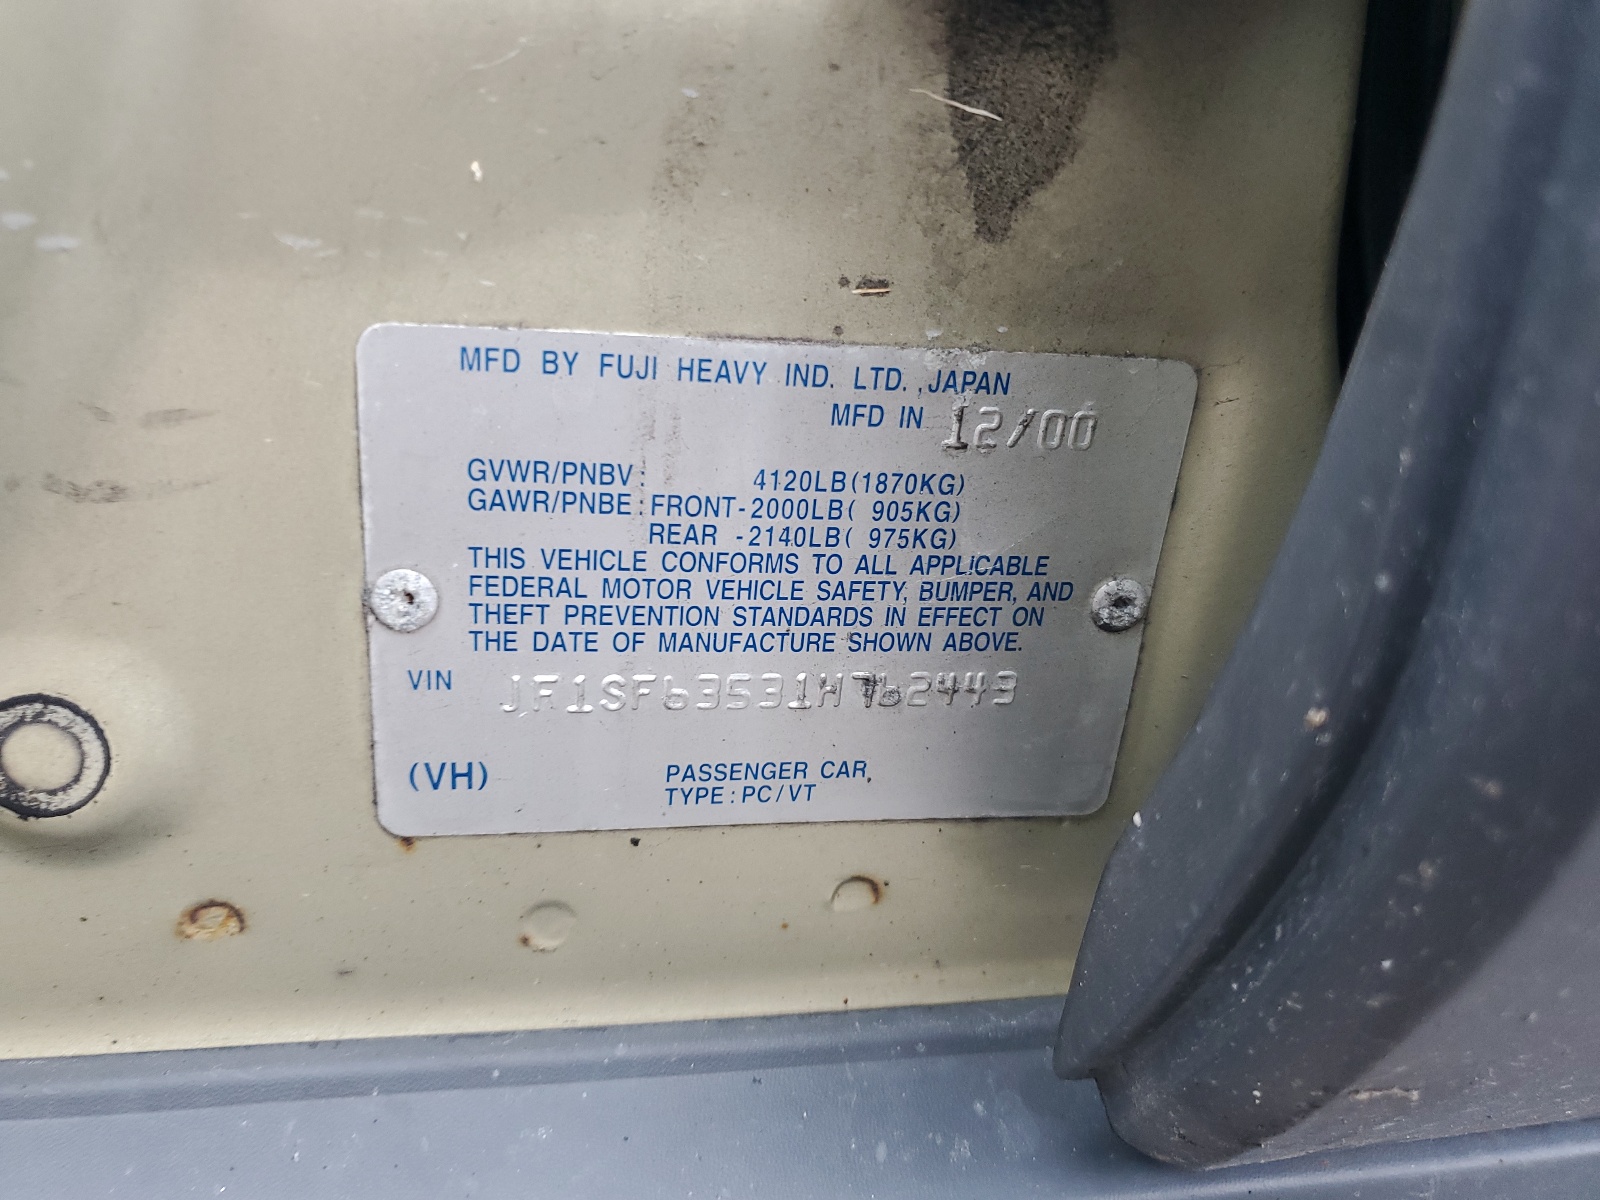 MFD BY FUJI HEAVY IND. LTD., JAPAN
MFD IN 12/00
GVWR/PNBV: 4120LB(1870KG)
GAWR/PNBE: FRONT-2000LB( 905KG)
REAR -2140LB( 975KG)
THIS VEHICLE CONFORMS TO ALL APPLICABLE
FEDERAL MOTOR VEHICLE SAFETY, BUMPER, AND
THEFT PREVENTION STANDARDS IN EFFECT ON
THE DATE OF MANUFACTURE SHOWN ABOVE.
VIN JF1SF63531H762443
(VH) PASSENGER CAR,
TYPE:PC/VT